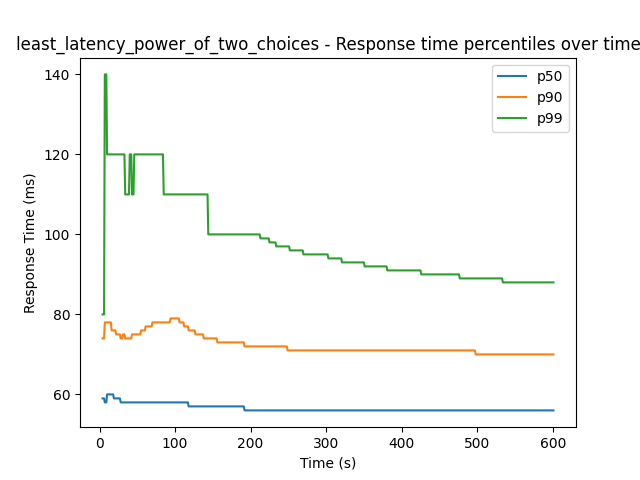 least_latency_power_of_two_choices - Response time percentiles over time
140
120
100
80
60
Response Time (ms)
p50
p90
p99
0 100 200 300 400 500 600
Time (s)